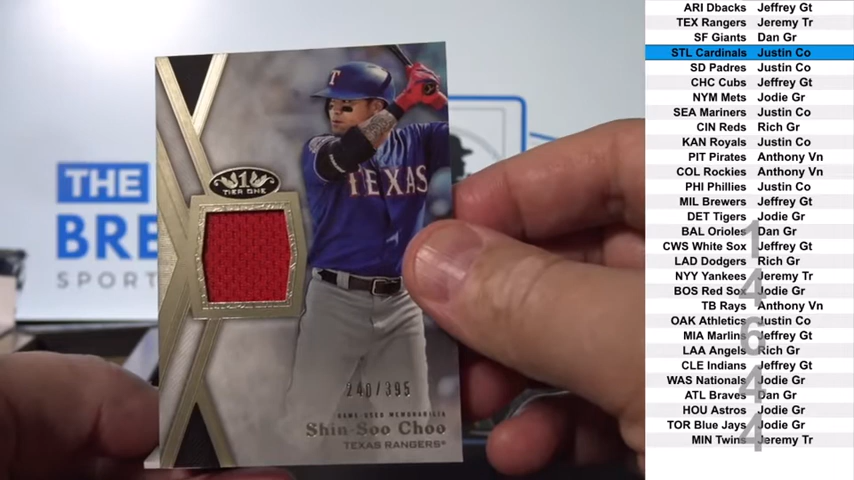 THE
BRE
SPORT
T
TEXAS
1
TIER ONE
240/395
GAME-USED MEMORABILIA
Shin-Soo Choo
TEXAS RANGERS®
ARI Dbacks Jeffrey Gt
TEX Rangers Jeremy Tr
SF Giants Dan Gr
STL Cardinals Justin Co
SD Padres Justin Co
CHC Cubs Jeffrey Gt
NYM Mets Jodie Gr
SEA Mariners Justin Co
CIN Reds Rich Gr
KAN Royals Justin Co
PIT Pirates Anthony Vn
COL Rockies Anthony Vn
PHI Phillies Justin Co
MIL Brewers Jeffrey Gt
DET Tigers Jodie Gr
BAL Orioles Dan Gr
CWS White Sox Jeffrey Gt
LAD Dodgers Rich Gr
NYY Yankees Jeremy Tr
BOS Red Sox Jodie Gr
TB Rays Anthony Vn
OAK Athletics Justin Co
MIA Marlins Jeffrey Gt
LAA Angels Rich Gr
CLE Indians Jeffrey Gt
WAS Nationals Jodie Gr
ATL Braves Dan Gr
HOU Astros Jodie Gr
TOR Blue Jays Jodie Gr
MIN Twins Jeremy Tr
1
4
6
4
4